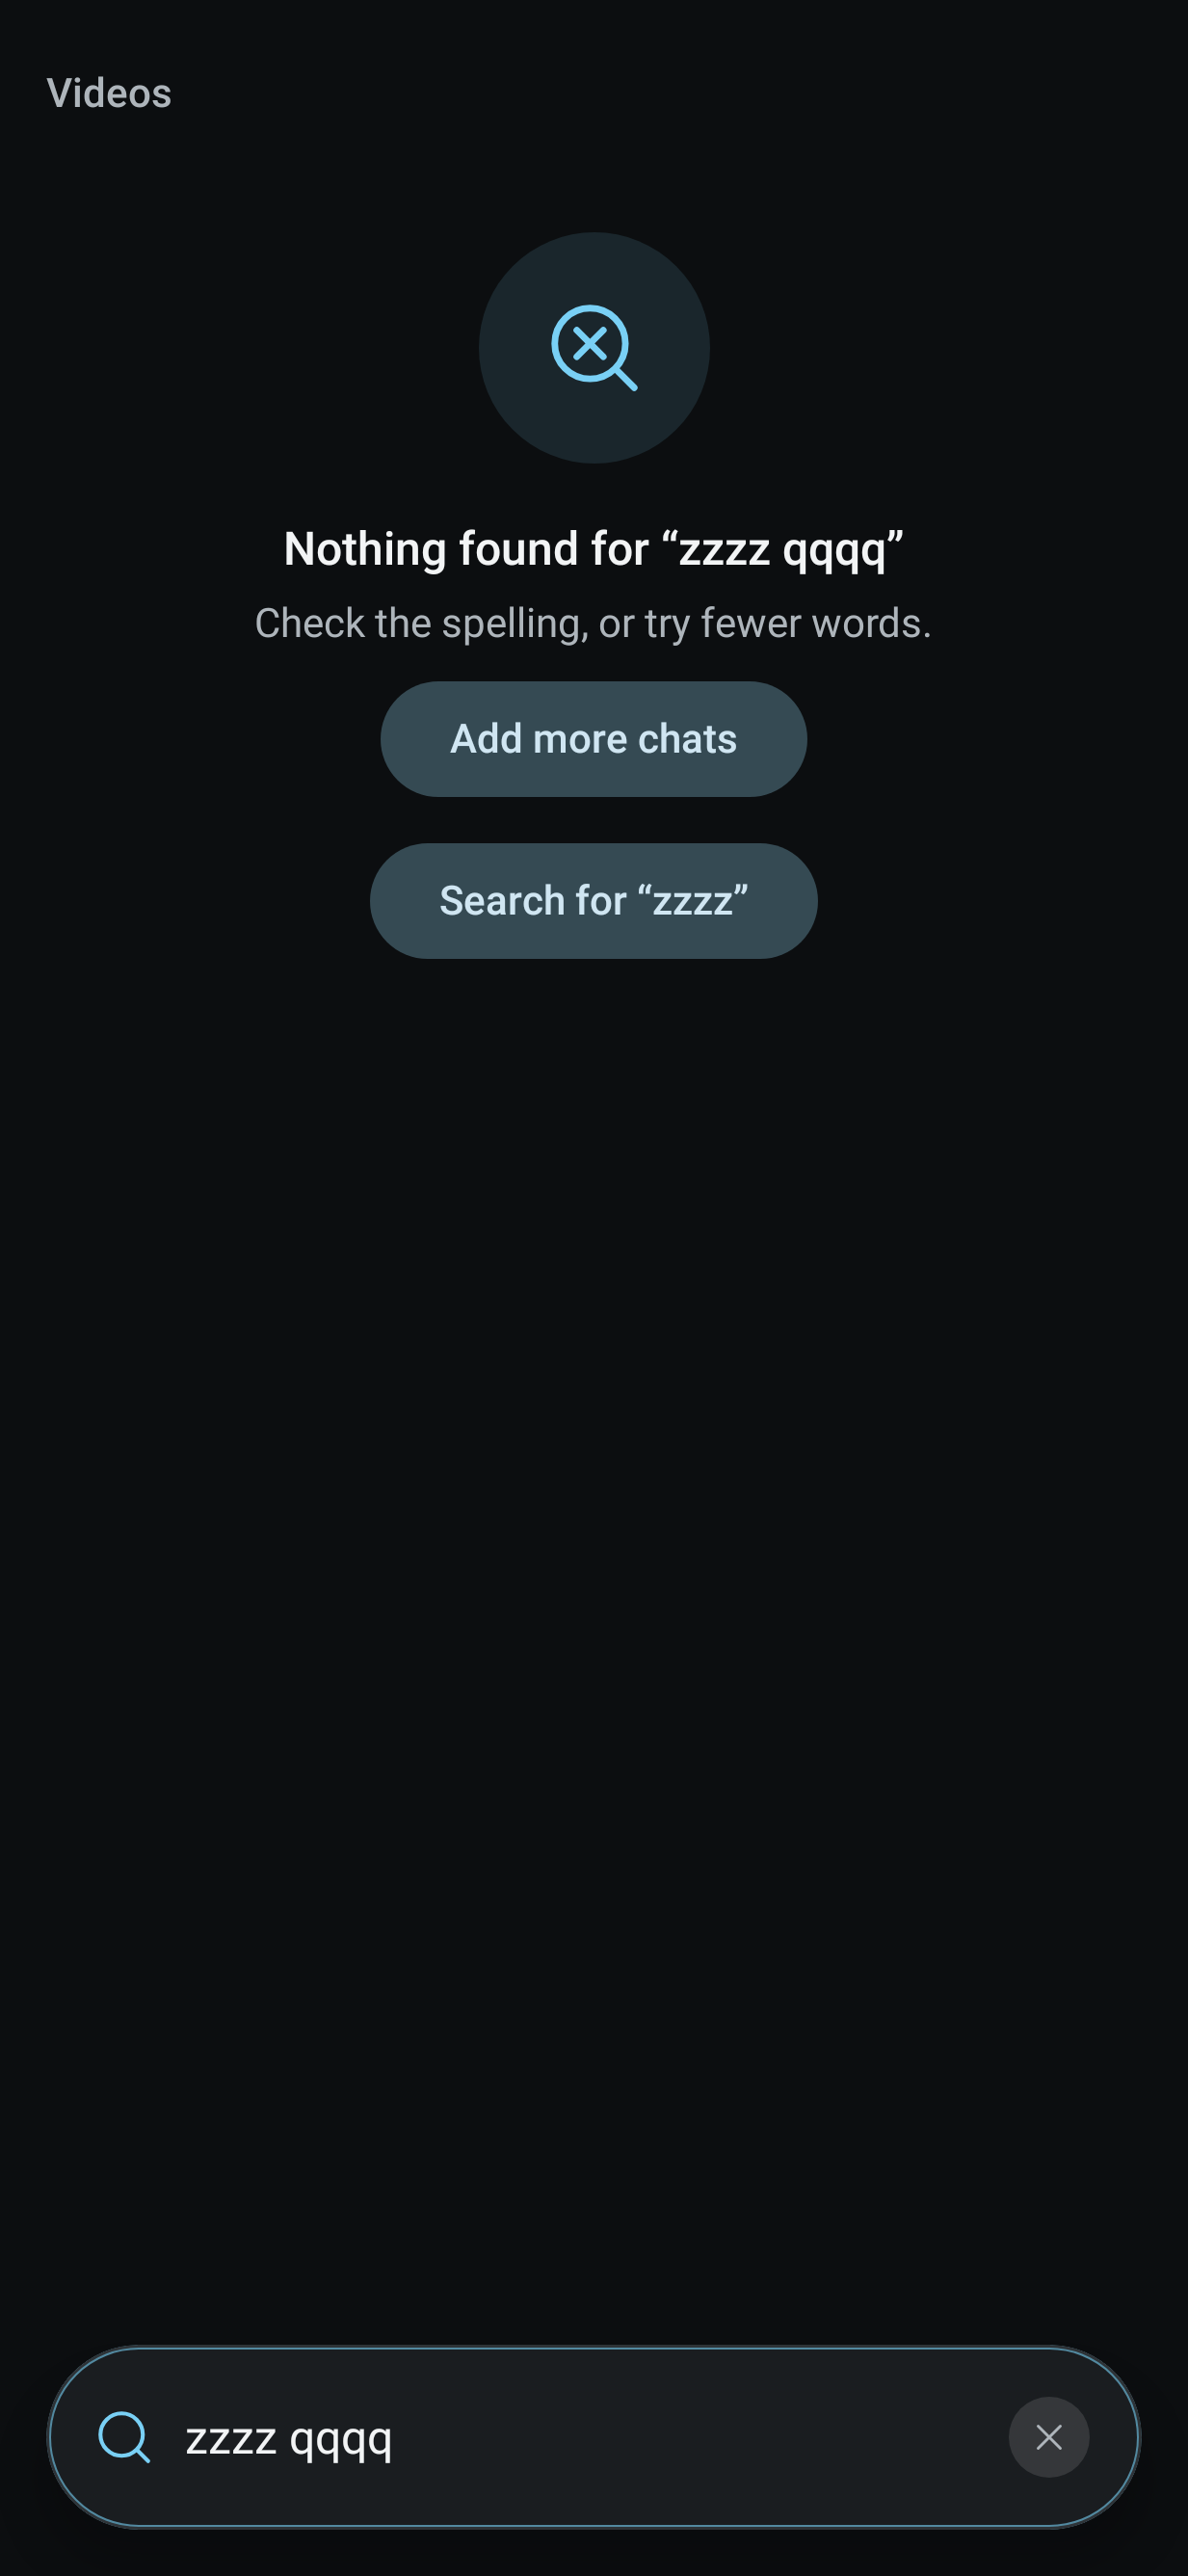 Videos
Nothing found for “zzzz qqqq”
Check the spelling, or try fewer words.
Add more chats
Search for “zzzz”
zzzz qqqq